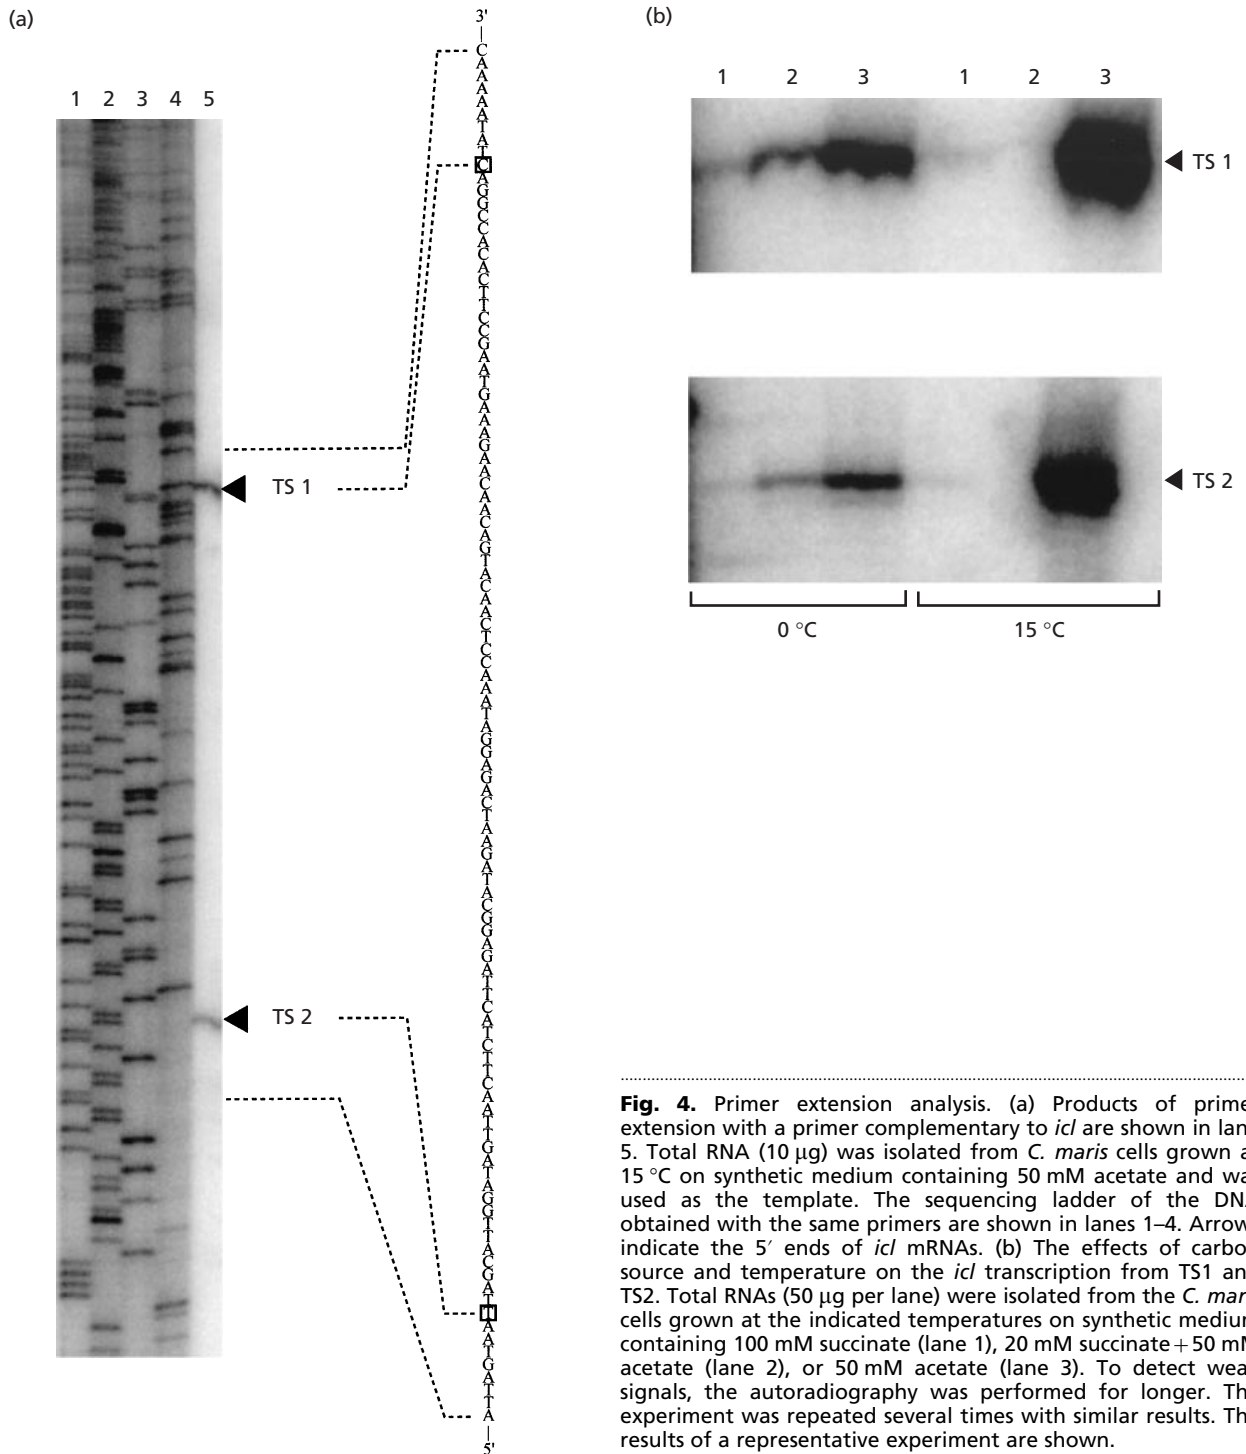 (a)
3'
CAAAAATATCAGGCCACACTTCCGAATGAAAGAACAACAGTACAACTCCAAATAGGAGACTAAGATACGGAGATTCATCTTCAATTGATAGGTTACGATTAATGATTA
5'
1 2 3 4 5
TS 1
TS 2
(b)
1 2 3 1 2 3
TS 1
TS 2
0 °C 15 °C
Fig. 4. Primer extension analysis. (a) Products of prime
extension with a primer complementary to icl are shown in lan
5. Total RNA (10 µg) was isolated from C. maris cells grown a
15 °C on synthetic medium containing 50 mM acetate and wa
used as the template. The sequencing ladder of the DN
obtained with the same primers are shown in lanes 1–4. Arrow
indicate the 5′ ends of icl mRNAs. (b) The effects of carbo
source and temperature on the icl transcription from TS1 an
TS2. Total RNAs (50 µg per lane) were isolated from the C. mar
cells grown at the indicated temperatures on synthetic mediun
containing 100 mM succinate (lane 1), 20 mM succinate + 50 mM
acetate (lane 2), or 50 mM acetate (lane 3). To detect wea
signals, the autoradiography was performed for longer. Th
experiment was repeated several times with similar results. Th
results of a representative experiment are shown.